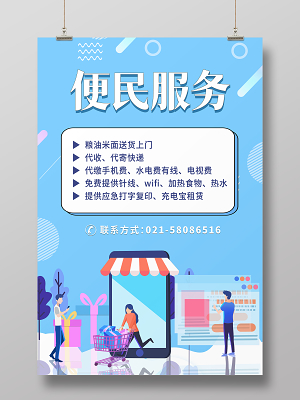 便民服务
粮油米面送货上门
代收、代寄快递
代缴手机费、水电费有线、电视费
免费提供针线、wifi、加热食物、热水
提供应急打字复印、充电宝租赁
联系方式:021-58086516